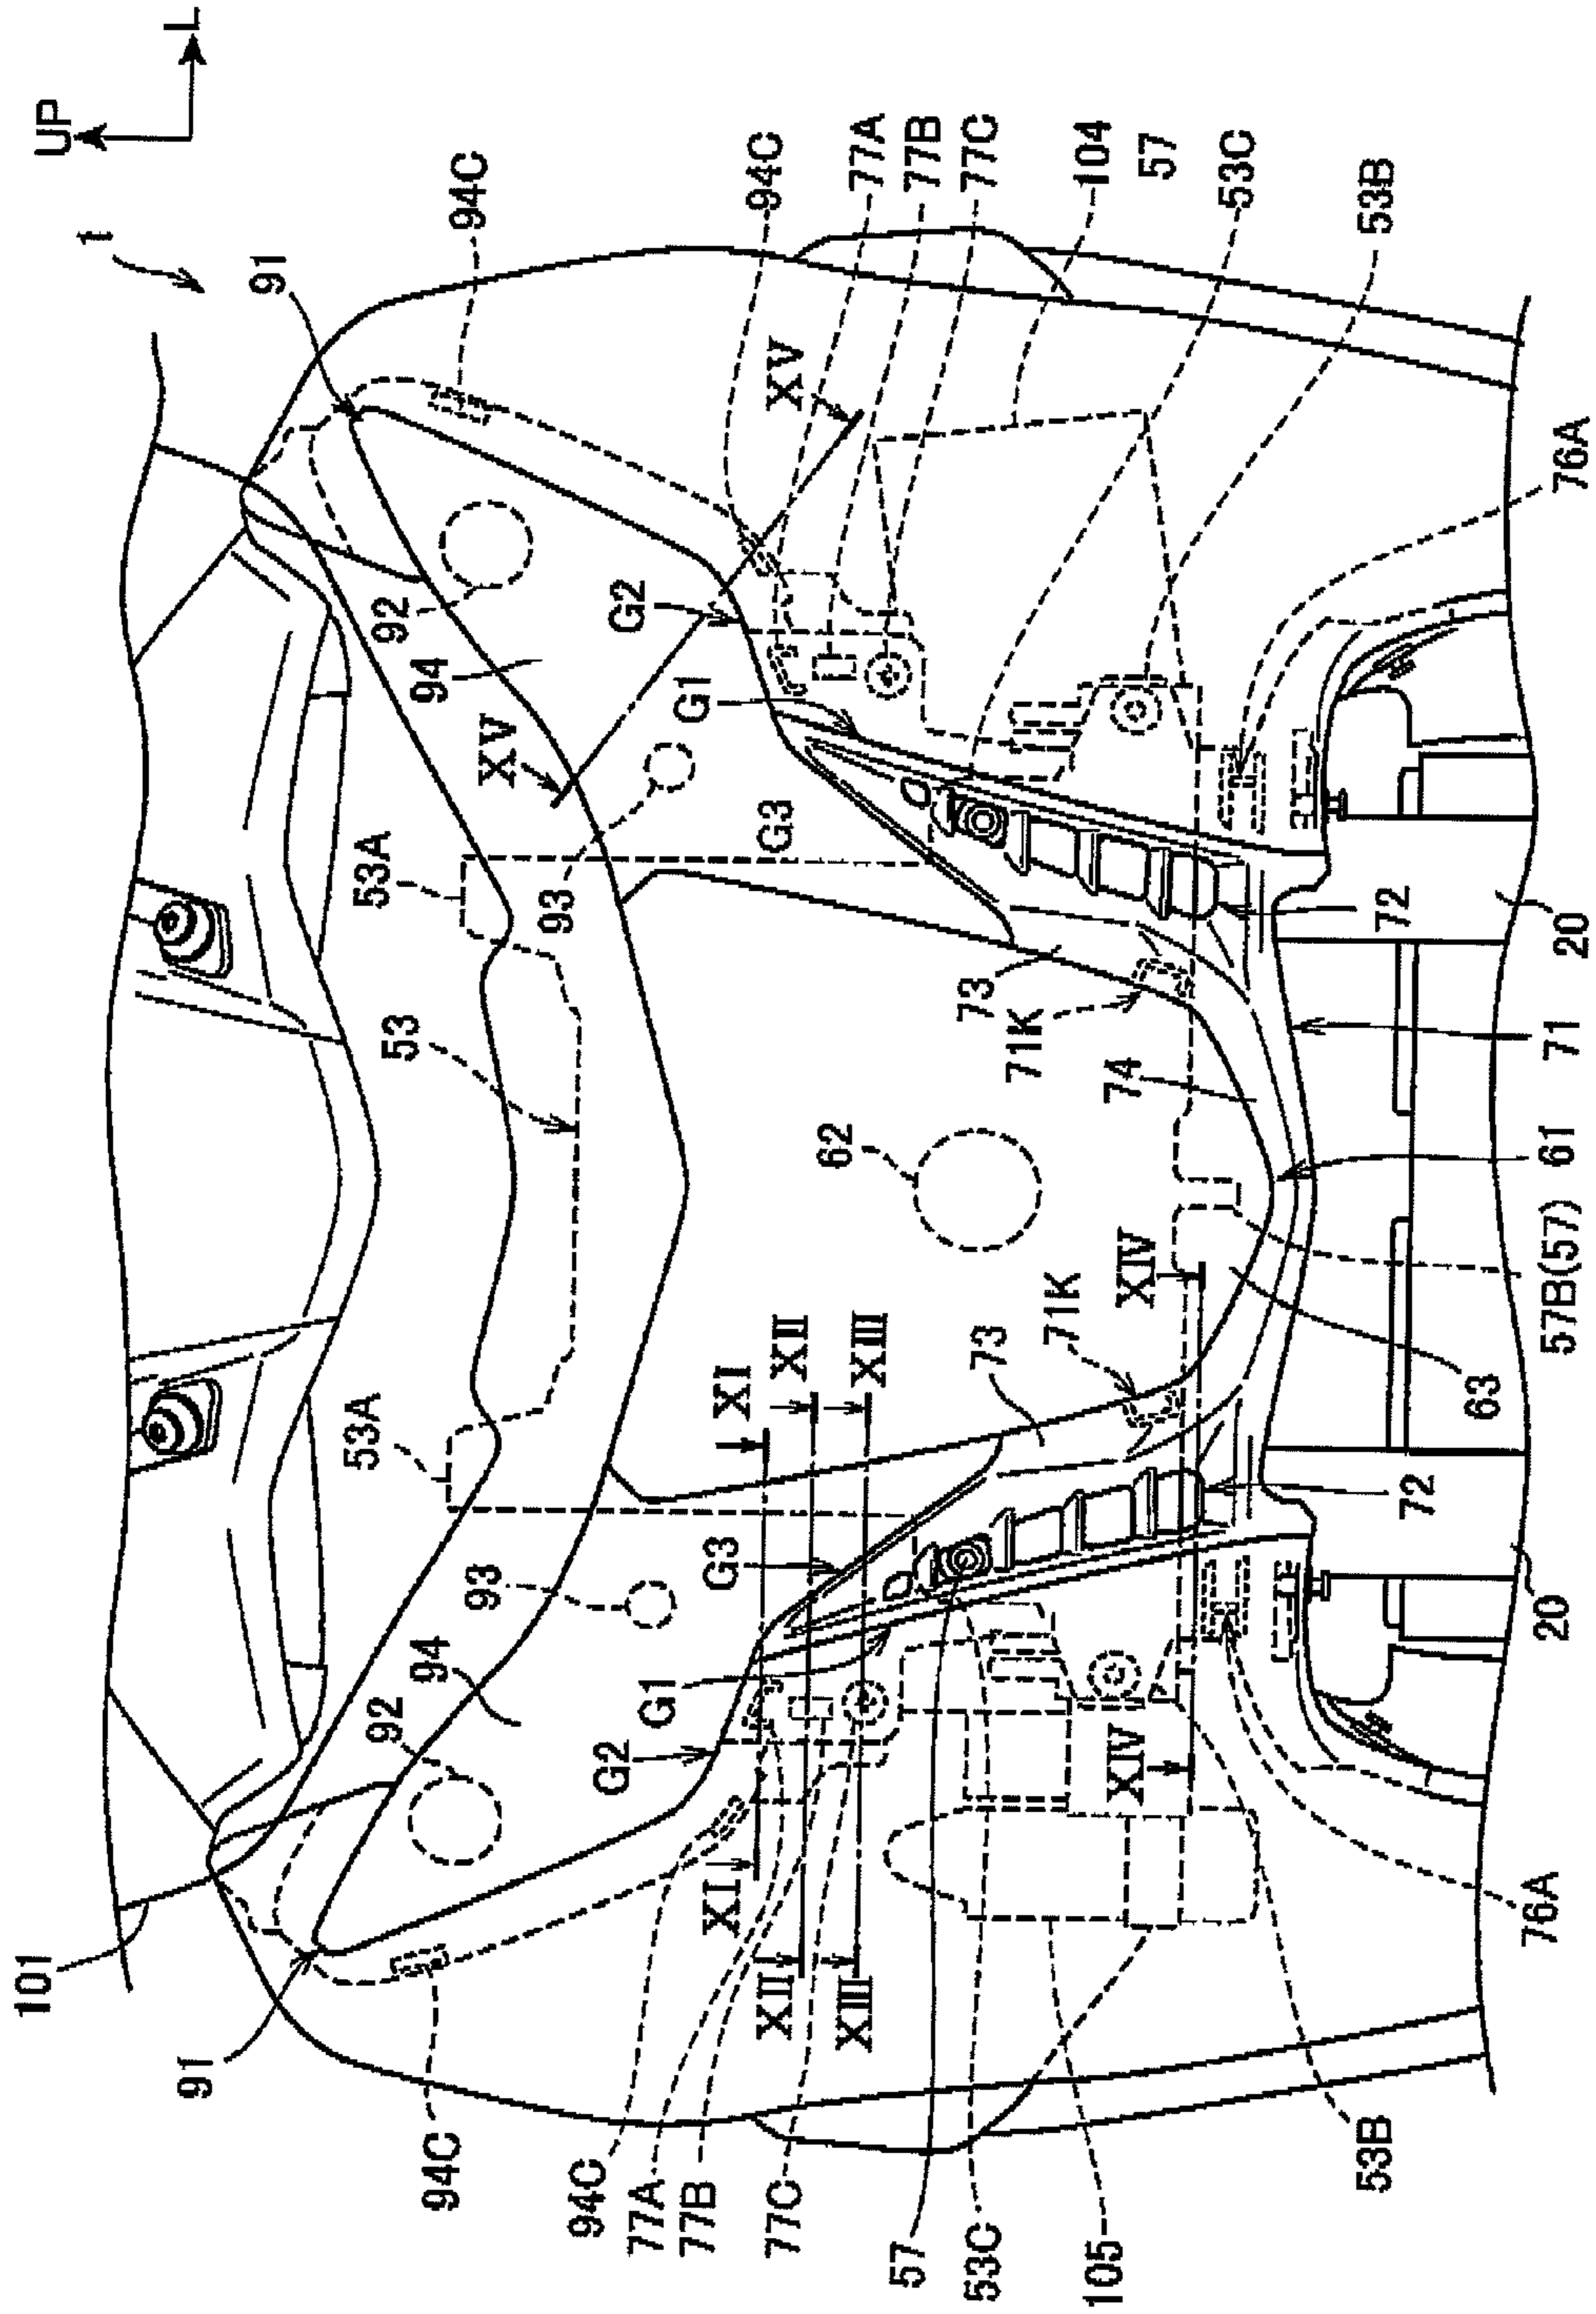 101
UP
1
L
91
91
53A
53A
92
92
53
94
94
94C
94C
93
XV
93
94C
G2
G2
77A
G1
G1
77B
G3
XI
XI
94C
G3
XII
77C
XV
XII
62
XIII
XIII
77A
57
77B
53C
73
73
77C
71K
71K
105
104
XIV
74
XIV
57
53C
53B
53B
72
72
63
76A
20
57B(57)
61
71
20
76A